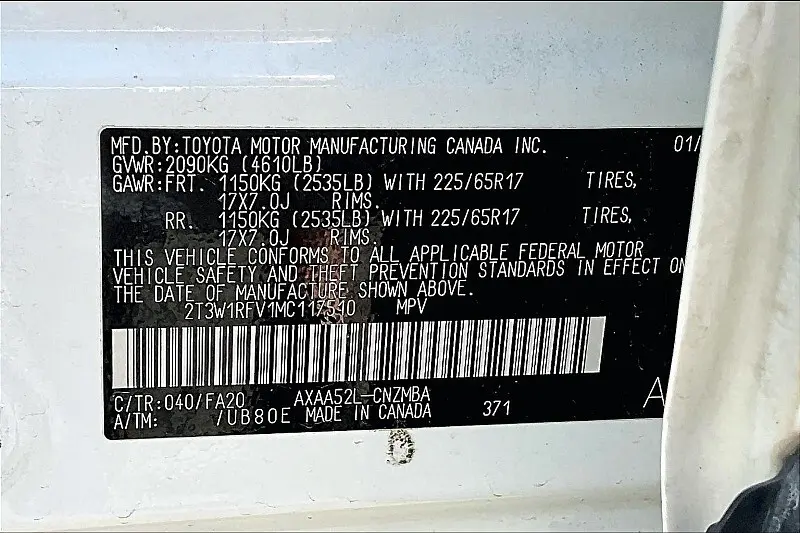 MFD.BY:TOYOTA MOTOR MANUFACTURING CANADA INC. 01/
GVWR:2090KG (4610LB)
GAWR:FRT. 1150KG (2535LB) WITH 225/65R17 TIRES,
17X7.0J RIMS.
RR. 1150KG (2535LB) WITH 225/65R17 TIRES,
17X7.0J RIMS.
THIS VEHICLE CONFORMS TO ALL APPLICABLE FEDERAL MOTOR
VEHICLE SAFETY AND THEFT PREVENTION STANDARDS IN EFFECT ON
THE DATE OF MANUFACTURE SHOWN ABOVE.
2T3W1RFV1MC117510 MPV
C/TR:040/FA20 AXAA52L-CNZMBA
A/TM: /UB80E MADE IN CANADA 371 A